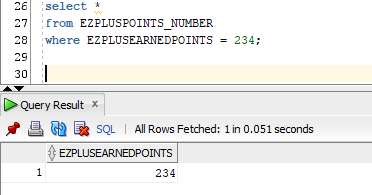 26 select *
27 from EZPLUSPOINTS_NUMBER
28 where EZPLUSEARNEDPOINTS = 234;
29
30
Query Result ×
SQL | All Rows Fetched: 1 in 0.051 seconds
EZPLUSEARNEDPOINTS
1 234